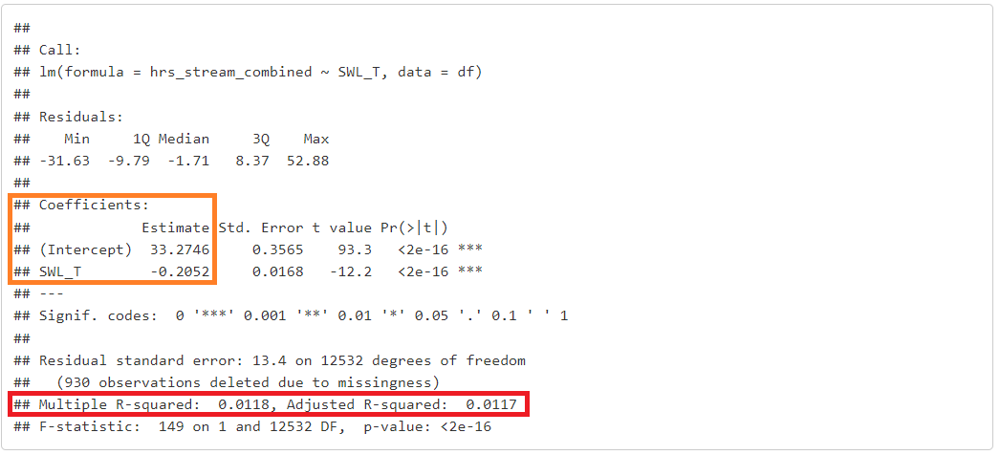 ##
## Call:
## lm(formula = hrs_stream_combined ~ SWL_T, data = df)
##
## Residuals:
##    Min     1Q Median     3Q    Max
## -31.63  -9.79  -1.71   8.37  52.88
##
## Coefficients:
##             Estimate Std. Error t value Pr(>|t|)
## (Intercept)  33.2746     0.3565    93.3   <2e-16 ***
## SWL_T        -0.2052     0.0168   -12.2   <2e-16 ***
## ---
## Signif. codes:  0 '***' 0.001 '**' 0.01 '*' 0.05 '.' 0.1 ' ' 1
##
## Residual standard error: 13.4 on 12532 degrees of freedom
##   (930 observations deleted due to missingness)
## Multiple R-squared:  0.0118, Adjusted R-squared:  0.0117
## F-statistic:  149 on 1 and 12532 DF,  p-value: <2e-16